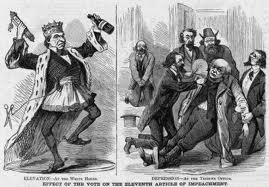 ELEVATION—AT THE WHITE HOUSE.
DEPRESSION—AT THE TRIBUNE OFFICE.
EFFECT OF THE VOTE ON THE ELEVENTH ARTICLE OF IMPEACHMENT.